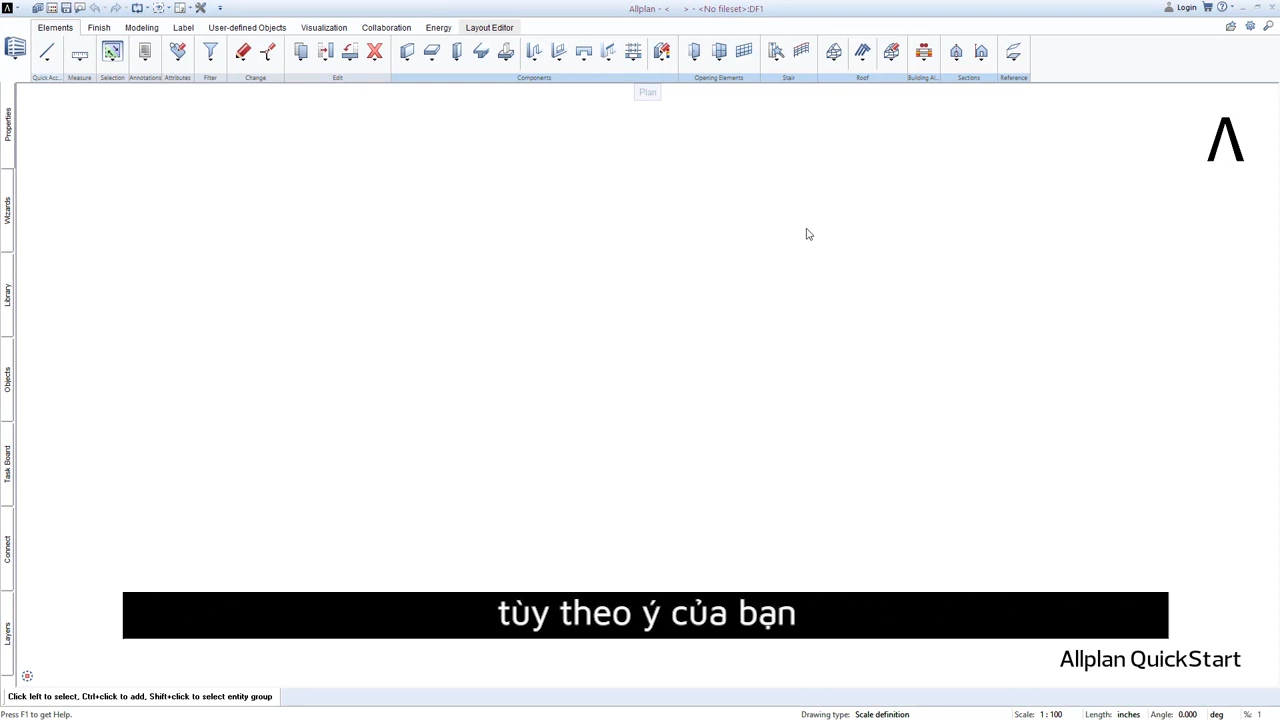 Allplan - < > - <No fileset>:DF1
Login
Elements Finish Modeling Label User-defined Objects Visualization Collaboration Energy Layout Editor
Quick Acc... Measure Selection Annotations Attributes Filter Change Edit Components Opening Elements Stair Roof Building Al... Sections Reference
Plan
Properties
Wizards
Library
Objects
Task Board
Connect
Layers
tùy theo ý của bạn
Allplan QuickStart
Click left to select, Ctrl+click to add, Shift+click to select entity group
Press F1 to get Help. Drawing type: Scale definition Scale: 1 : 100 Length: inches Angle: 0.000 deg %: 1